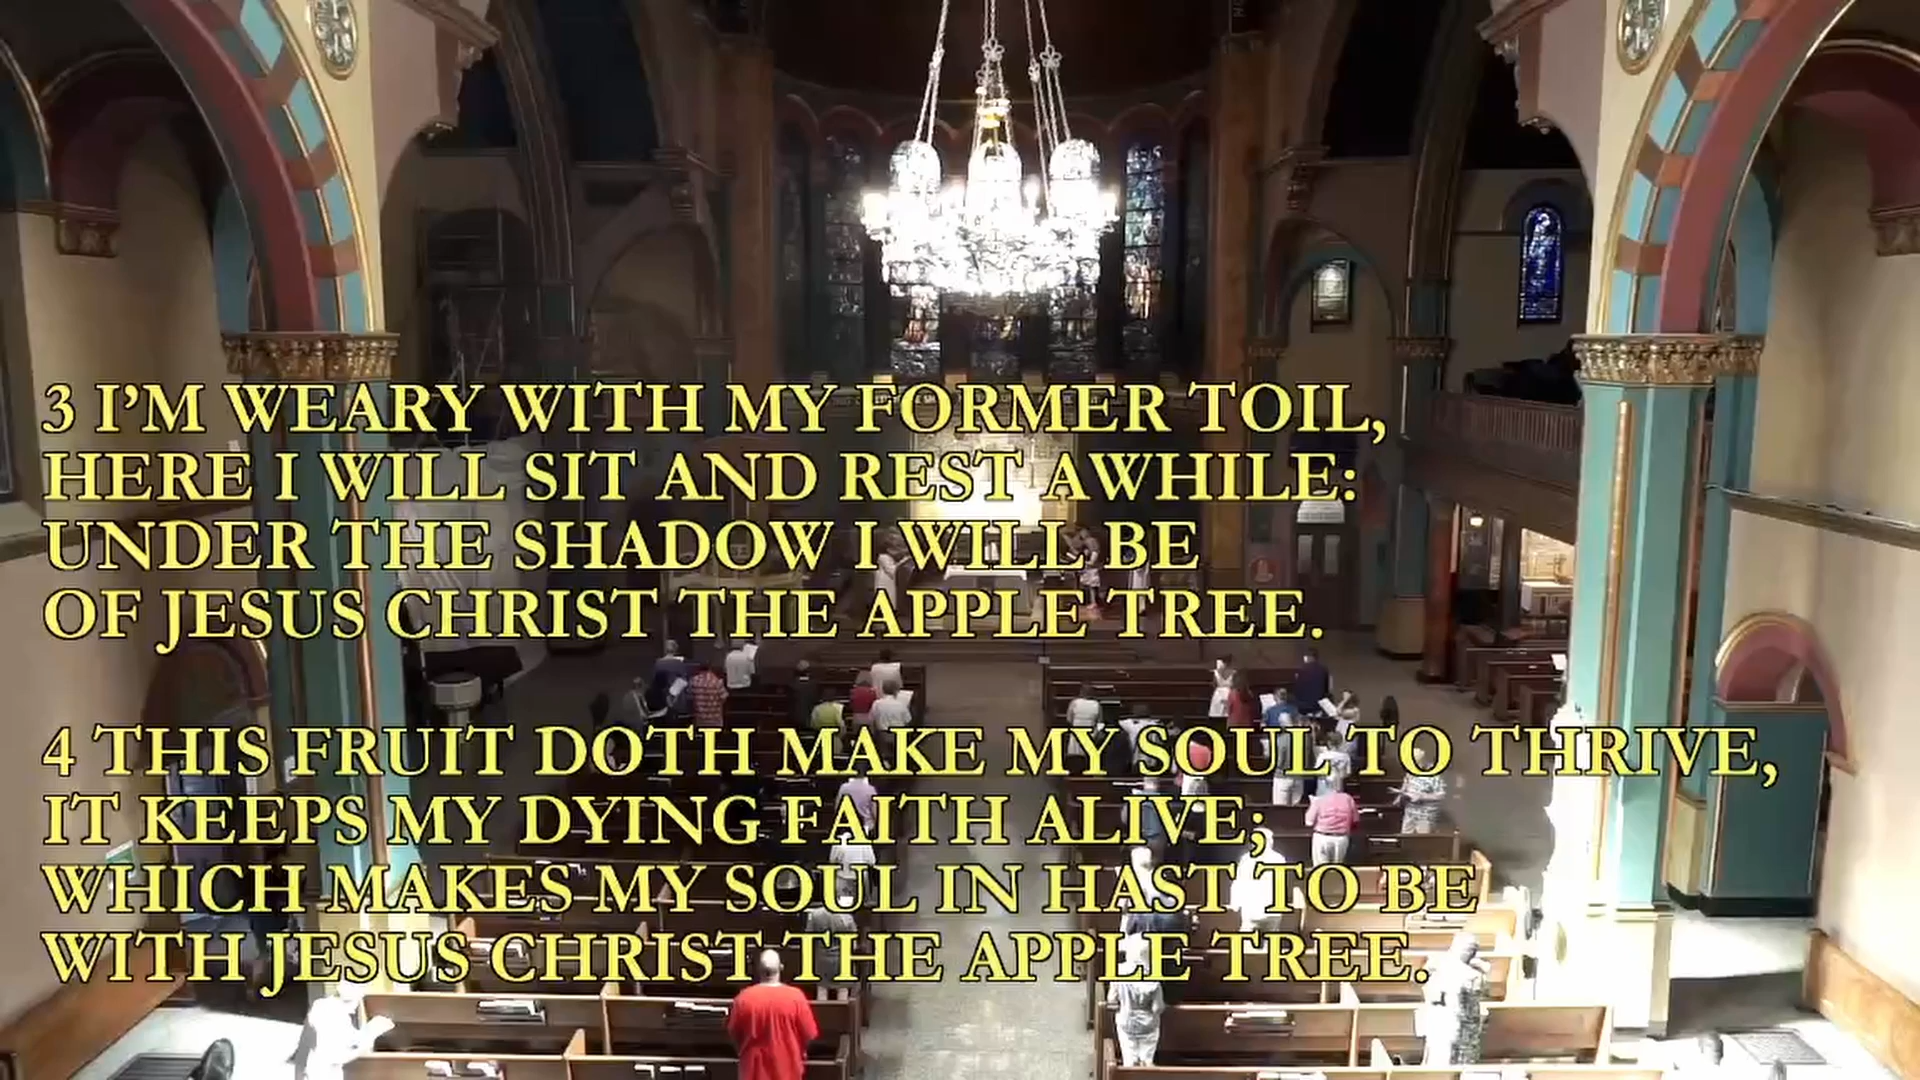 3 I’M WEARY WITH MY FORMER TOIL,
HERE I WILL SIT AND REST AWHILE:
UNDER THE SHADOW I WILL BE
OF JESUS CHRIST THE APPLE TREE.
4 THIS FRUIT DOTH MAKE MY SOUL TO THRIVE,
IT KEEPS MY DYING FAITH ALIVE;
WHICH MAKES MY SOUL IN HAST TO BE
WITH JESUS CHRIST THE APPLE TREE.